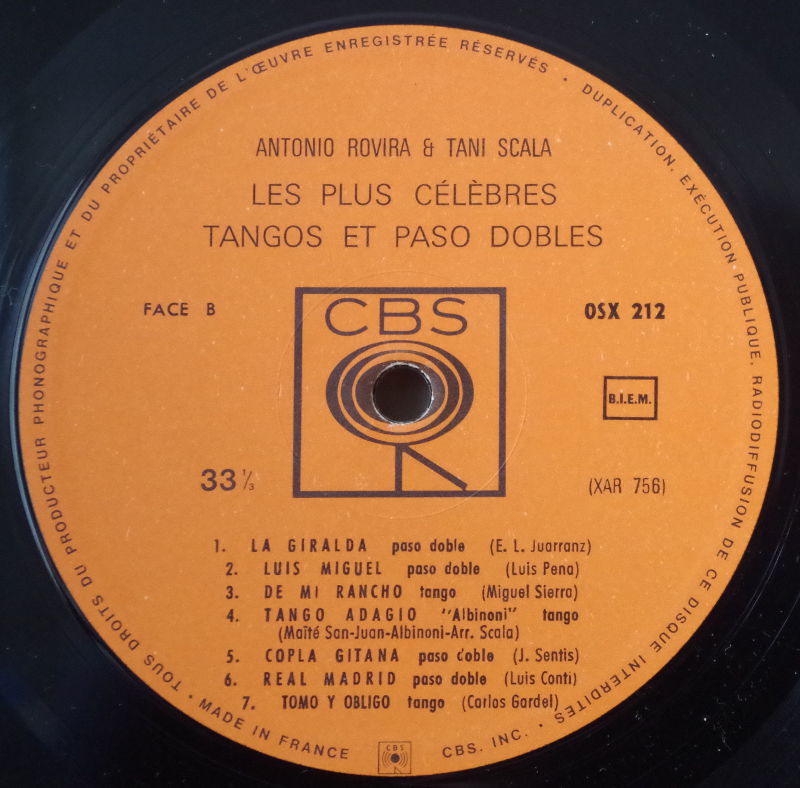 TOUS DROITS DU PRODUCTEUR PHONOGRAPHIQUE ET DU PROPRIÉTAIRE DE L'ŒUVRE ENREGISTRÉE RÉSERVÉS • DUPLICATION, EXÉCUTION PUBLIQUE, RADIODIFFUSION DE CE DISQUE INTERDITES •
ANTONIO ROVIRA & TANI SCALA
LES PLUS CÉLÈBRES
TANGOS ET PASO DOBLES
FACE B
CBS
OSX 212
B.I.E.M.
33 1/3
(XAR 756)
1. LA GIRALDA paso doble (E. L. Juarranz)
2. LUIS MIGUEL paso doble (Luis Pena)
3. DE MI RANCHO tango (Miguel Sierra)
4. TANGO ADAGIO "Albinoni" tango
(Maïté San-Juan-Albinoni-Arr. Scala)
5. COPLA GITANA paso doble (J. Sentis)
6. REAL MADRID paso doble (Luis Conti)
7. TOMO Y OBLIGO tango (Carlos Gardel)
• MADE IN FRANCE
CBS
CBS. INC. •